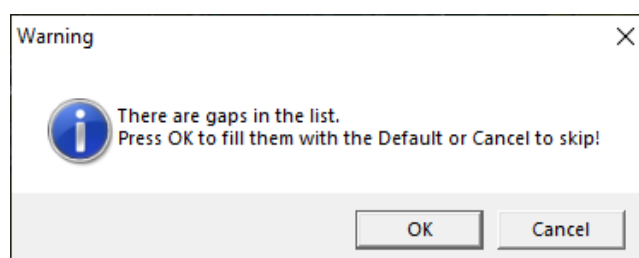 Warning
There are gaps in the list.
Press OK to fill them with the Default or Cancel to skip!
OK
Cancel